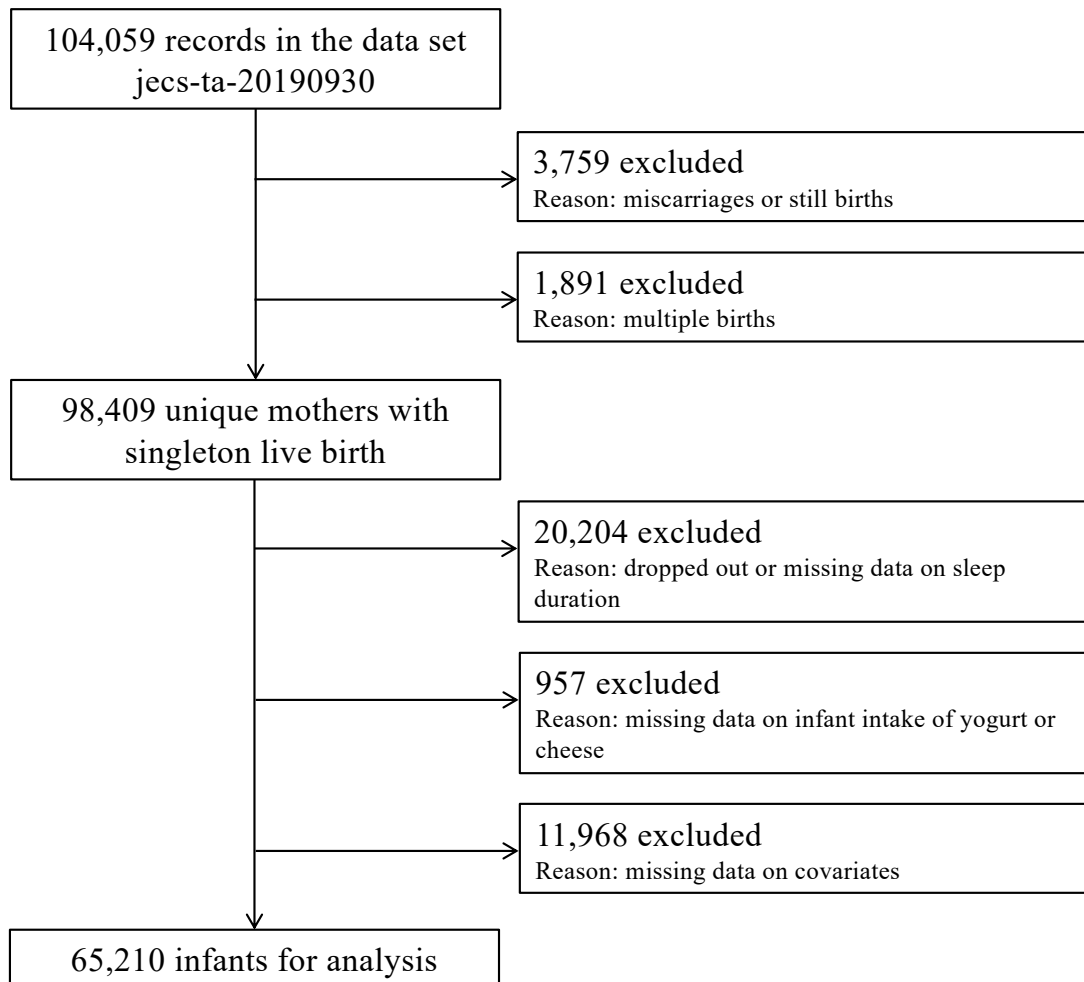 104,059 records in the data set
jecs-ta-20190930
3,759 excluded
Reason: miscarriages or still births
1,891 excluded
Reason: multiple births
98,409 unique mothers with
singleton live birth
20,204 excluded
Reason: dropped out or missing data on sleep
duration
957 excluded
Reason: missing data on infant intake of yogurt or
cheese
11,968 excluded
Reason: missing data on covariates
65,210 infants for analysis